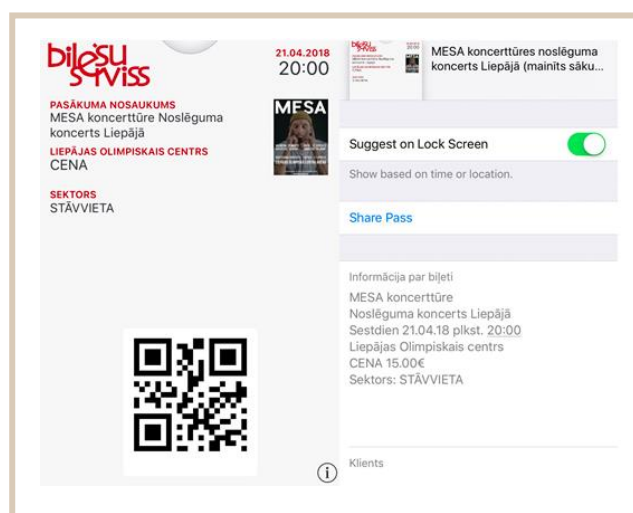 biļešu
serviss
21.04.2018
20:00
PASĀKUMA NOSAUKUMS
MESA koncerttūre Noslēguma
koncerts Liepājā
LIEPĀJAS OLIMPISKAIS CENTRS
CENA
SEKTORS
STĀVVIETA
MESA
MESA koncerttūres noslēguma
koncerts Liepājā (mainīts sāku...
Suggest on Lock Screen
Show based on time or location.
Share Pass
Informācija par biļeti
MESA koncerttūre
Noslēguma koncerts Liepājā
Sestdien 21.04.18 plkst. 20:00
Liepājas Olimpiskais centrs
CENA 15.00€
Sektors: STĀVVIETA
Klients